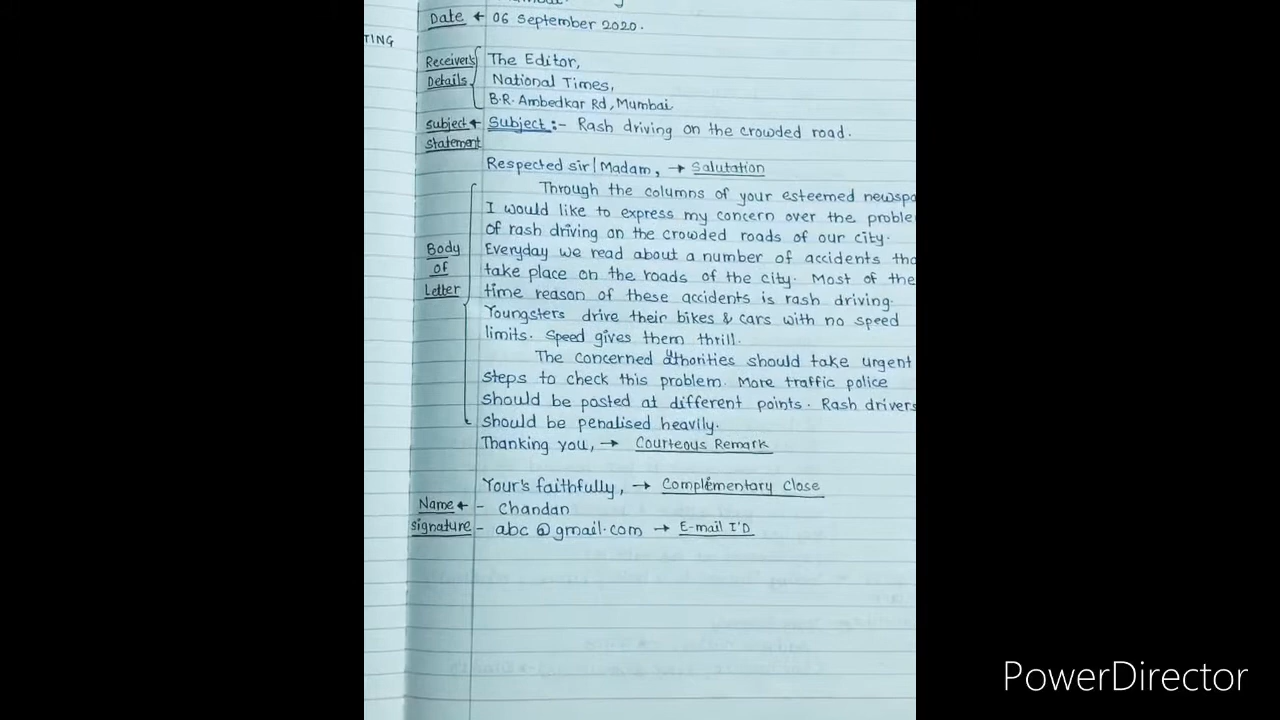 Date ← 06 September 2020.
TING
Receiver's The Editor,
Details National Times,
B.R. Ambedkar Rd, Mumbai
Subject ← Subject :- Rash driving on the crowded road.
Statement
Respected sir/Madam, → Salutation
Through the columns of your esteemed newspa
I would like to express my concern over the proble
of rash driving on the crowded roads of our city.
Everyday we read about a number of accidents tha
take place on the roads of the city. Most of the
time reason of these accidents is rash driving.
Youngsters drive their bikes & cars with no speed
limits. Speed gives them thrill.
Body
of
Letter
The concerned authorities should take urgent
steps to check this problem. More traffic police
should be posted at different points. Rash drivers
should be penalised heavily.
Thanking you, → Courteous Remark
Your's faithfully, → Complementary Close
Name ← - Chandan
signature - abc @gmail.com → E-mail I'D
PowerDirector